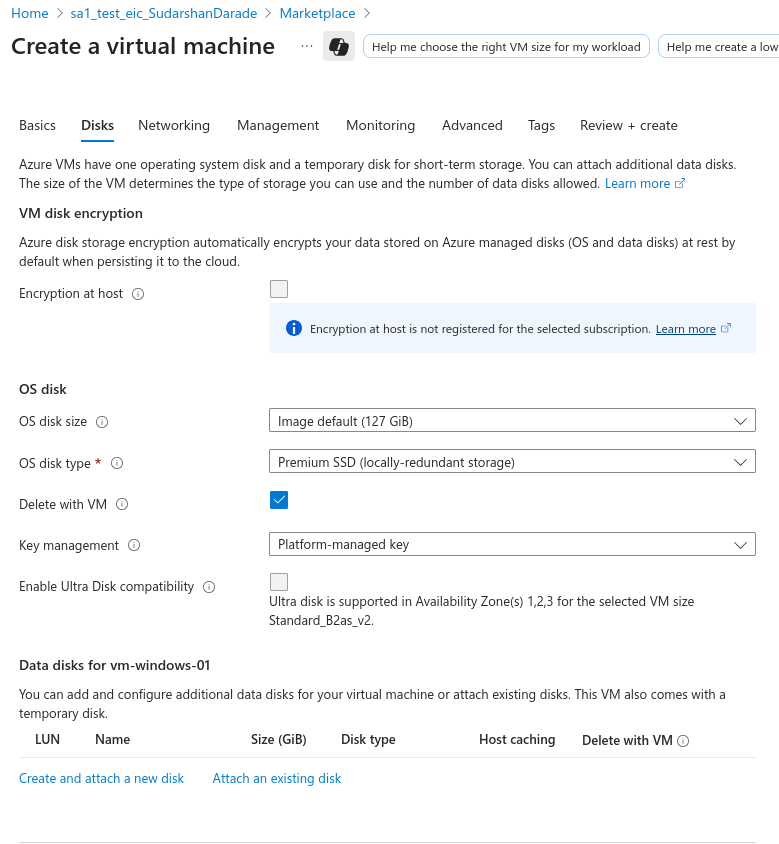 Home > sa1_test_eic_SudarshanDarade > Marketplace >
Create a virtual machine ... Help me choose the right VM size for my workload Help me create a low
Basics Disks Networking Management Monitoring Advanced Tags Review + create
Azure VMs have one operating system disk and a temporary disk for short-term storage. You can attach additional data disks.
The size of the VM determines the type of storage you can use and the number of data disks allowed. Learn more
VM disk encryption
Azure disk storage encryption automatically encrypts your data stored on Azure managed disks (OS and data disks) at rest by
default when persisting it to the cloud.
Encryption at host
Encryption at host is not registered for the selected subscription. Learn more
OS disk
OS disk size Image default (127 GiB)
OS disk type * Premium SSD (locally-redundant storage)
Delete with VM
Key management Platform-managed key
Enable Ultra Disk compatibility
Ultra disk is supported in Availability Zone(s) 1,2,3 for the selected VM size
Standard_B2as_v2.
Data disks for vm-windows-01
You can add and configure additional data disks for your virtual machine or attach existing disks. This VM also comes with a
temporary disk.
LUN Name Size (GiB) Disk type Host caching Delete with VM
Create and attach a new disk Attach an existing disk